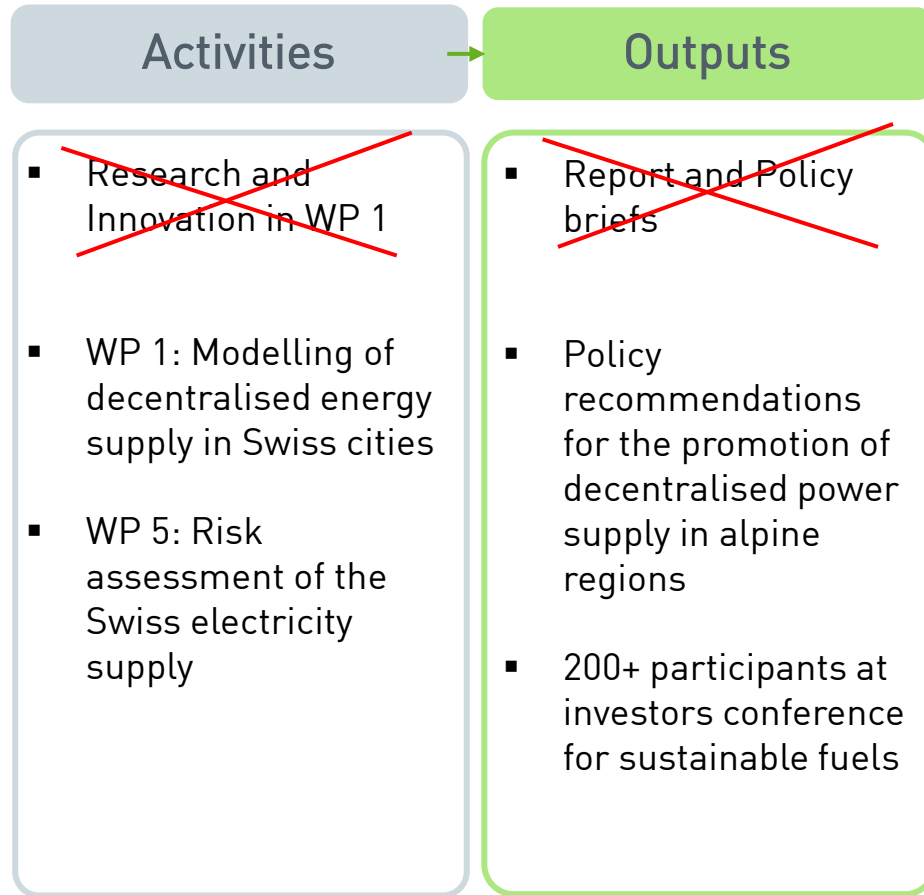 Activities
Outputs
▪ Research and
Innovation in WP 1
▪ WP 1: Modelling of
decentralised energy
supply in Swiss cities
▪ WP 5: Risk
assessment of the
Swiss electricity
supply
▪ Report and Policy
briefs
▪ Policy
recommendations
for the promotion of
decentralised power
supply in alpine
regions
▪ 200+ participants at
investors conference
for sustainable fuels